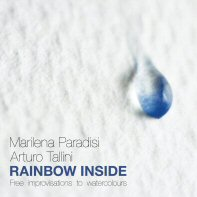 Marilena Paradisi
Arturo Tallini
RAINBOW INSIDE
Free improvisations to watercolours